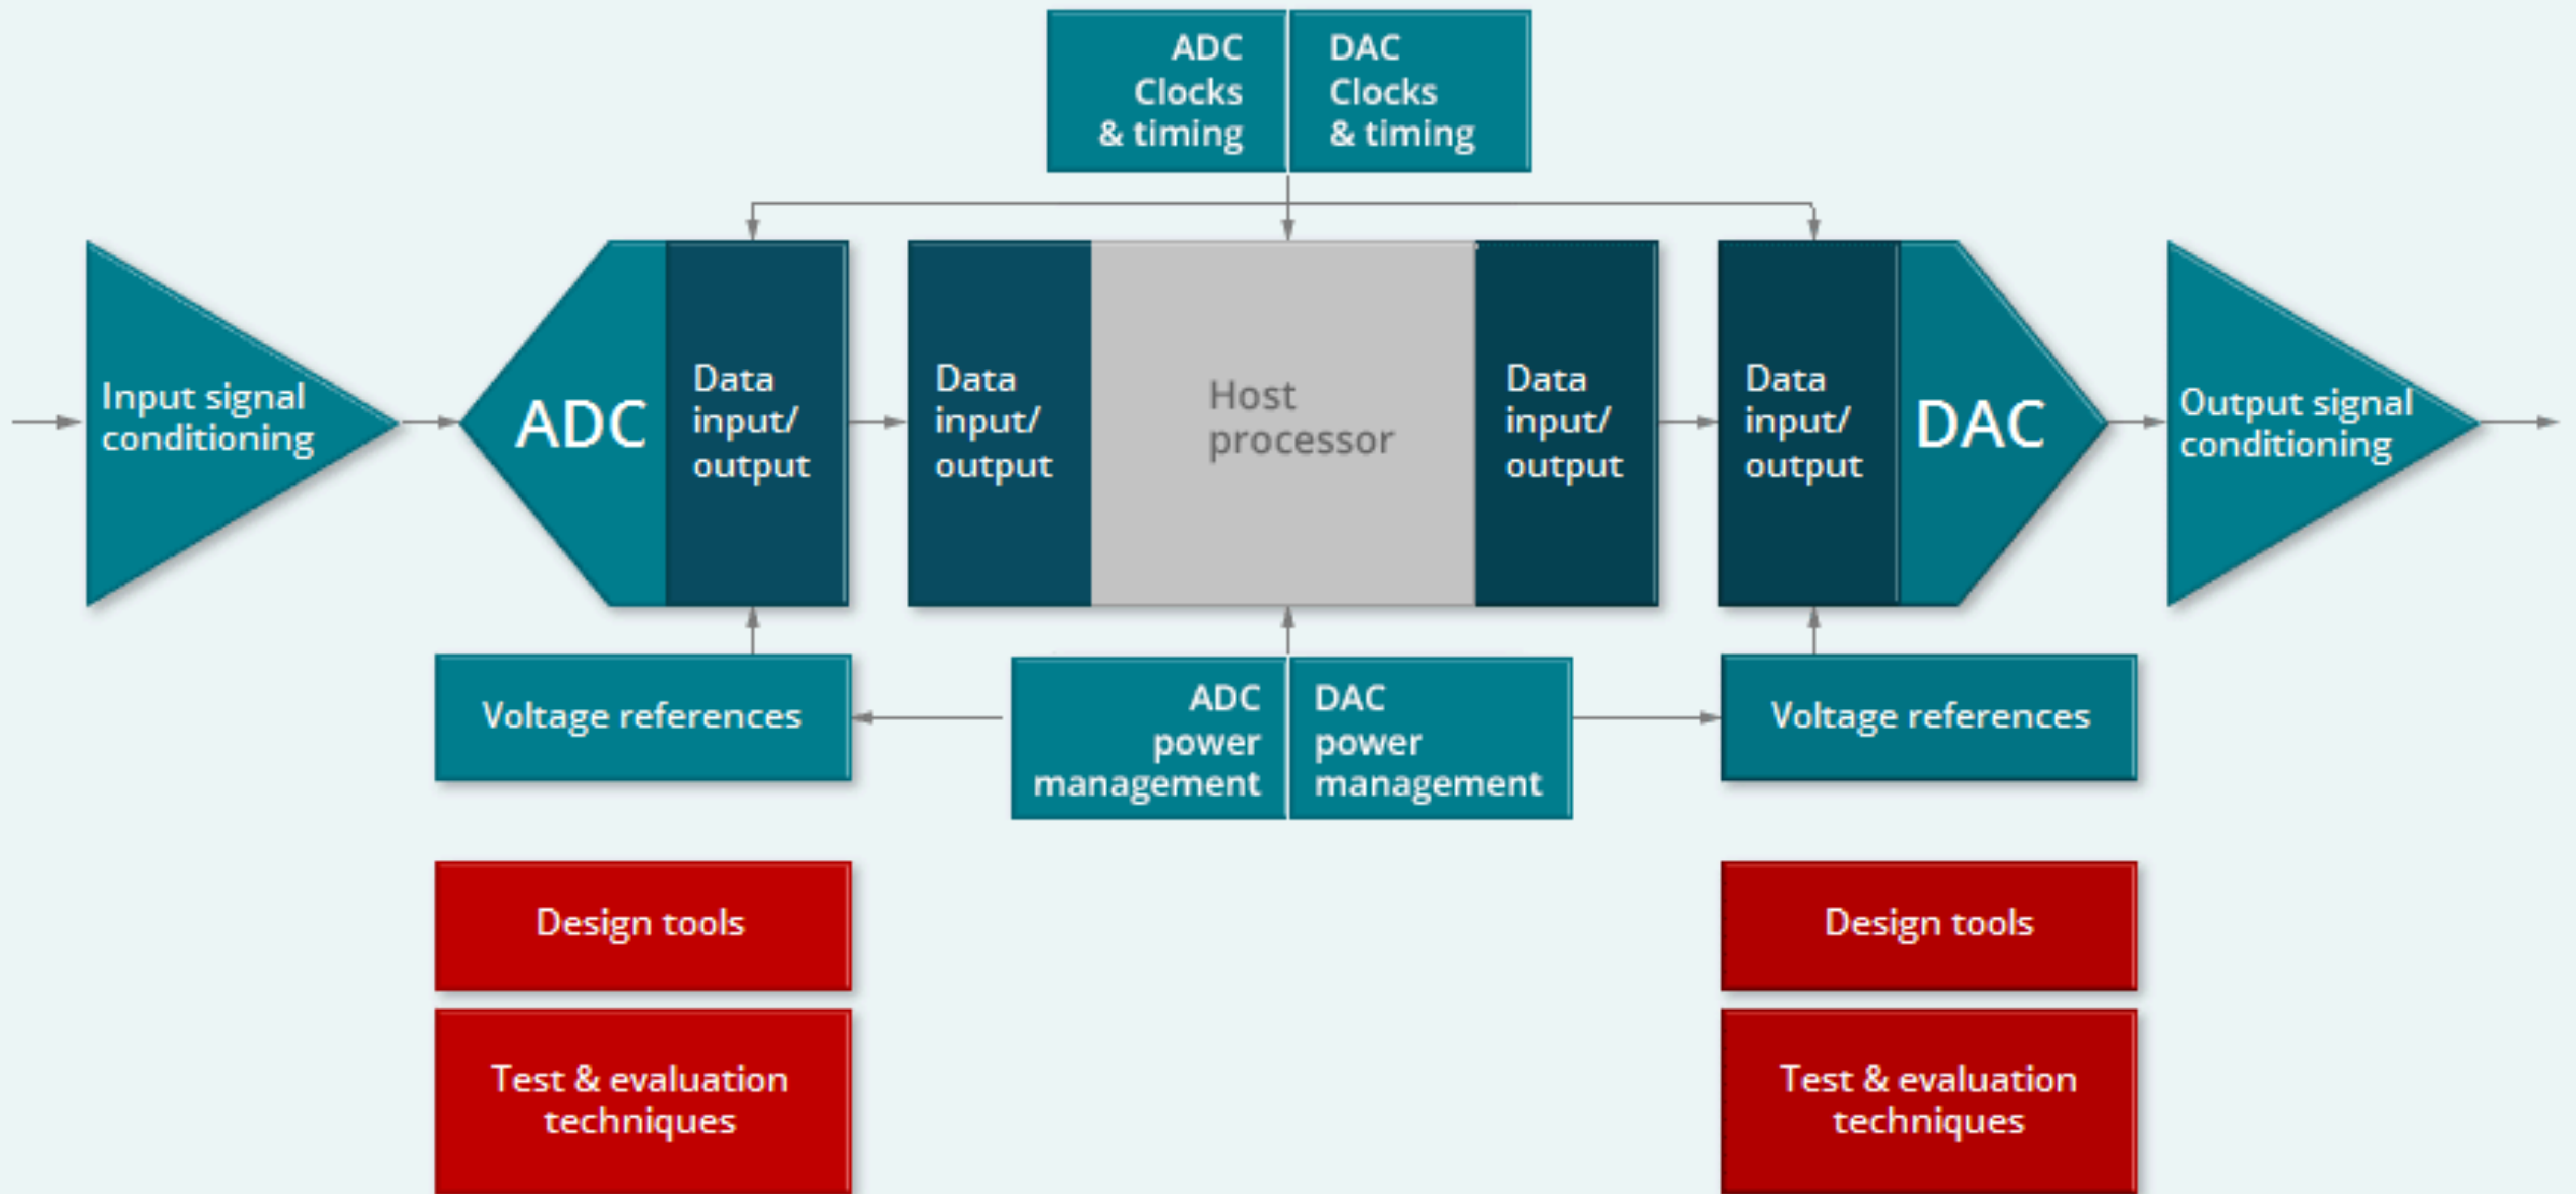 ADC
Clocks
& timing
DAC
Clocks
& timing
Input signal
conditioning
ADC
Data
input/
output
Data
input/
output
Host
processor
Data
input/
output
Data
input/
output
DAC
Output signal
conditioning
Voltage references
ADC
power
management
DAC
power
management
Voltage references
Design tools
Design tools
Test & evaluation
techniques
Test & evaluation
techniques